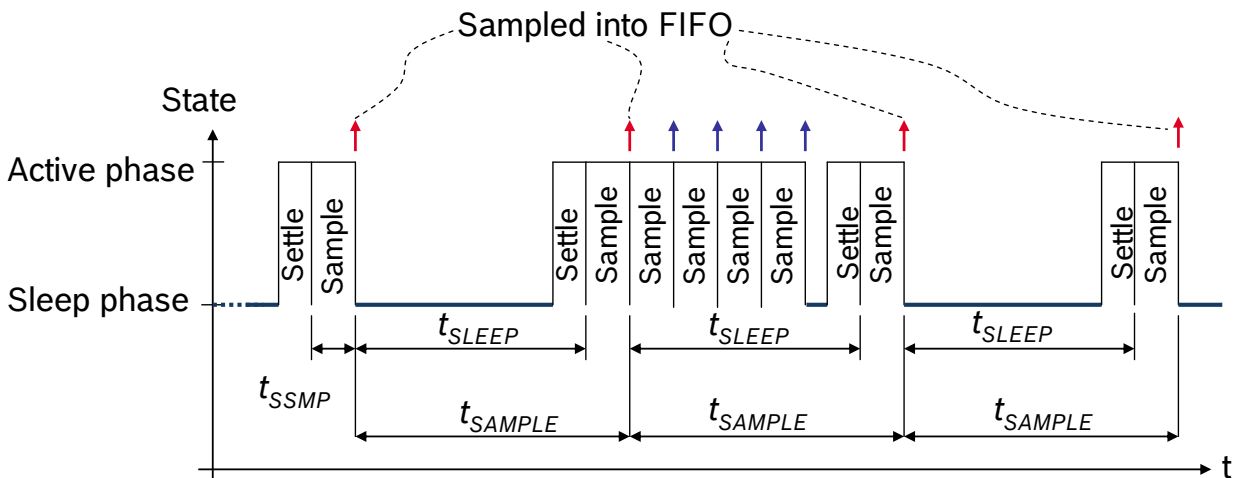 Sampled into FIFO
State
Active phase
Settle
Sample
Settle
Sample
Sample
Sample
Sample
Sample
Settle
Sample
Settle
Sample
Sleep phase
tSLEEP
tSLEEP
tSLEEP
tSSMP
tSAMPLE
tSAMPLE
tSAMPLE
t